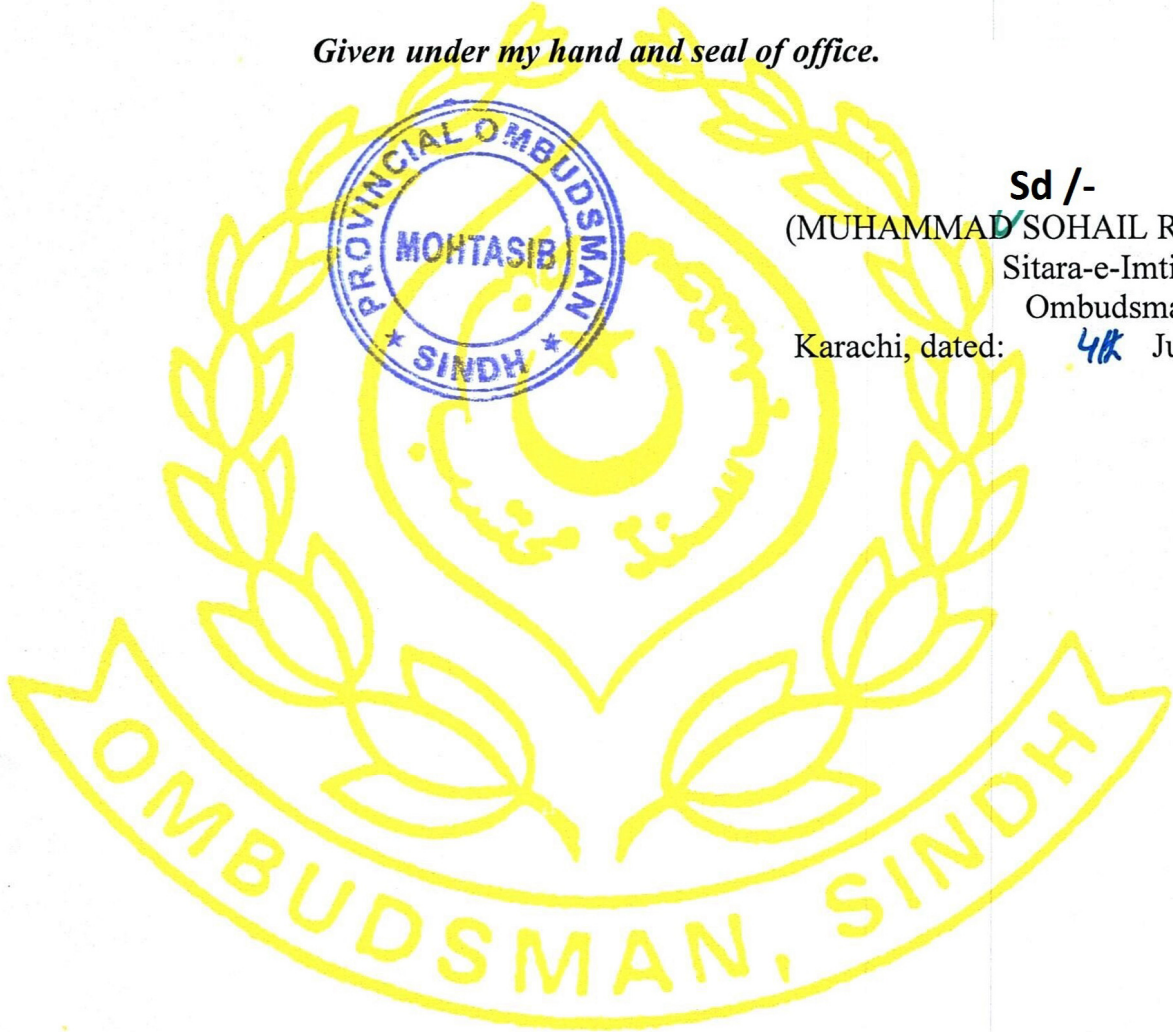 Given under my hand and seal of office.
PROVINCIAL OMBUDSMAN
MOHTASIB
* SINDH *
Sd /-
(MUHAMMAD SOHAIL R
Sitara-e-Imti
Ombudsma
Karachi, dated: 4th Ju
OMBUDSMAN, SINDH